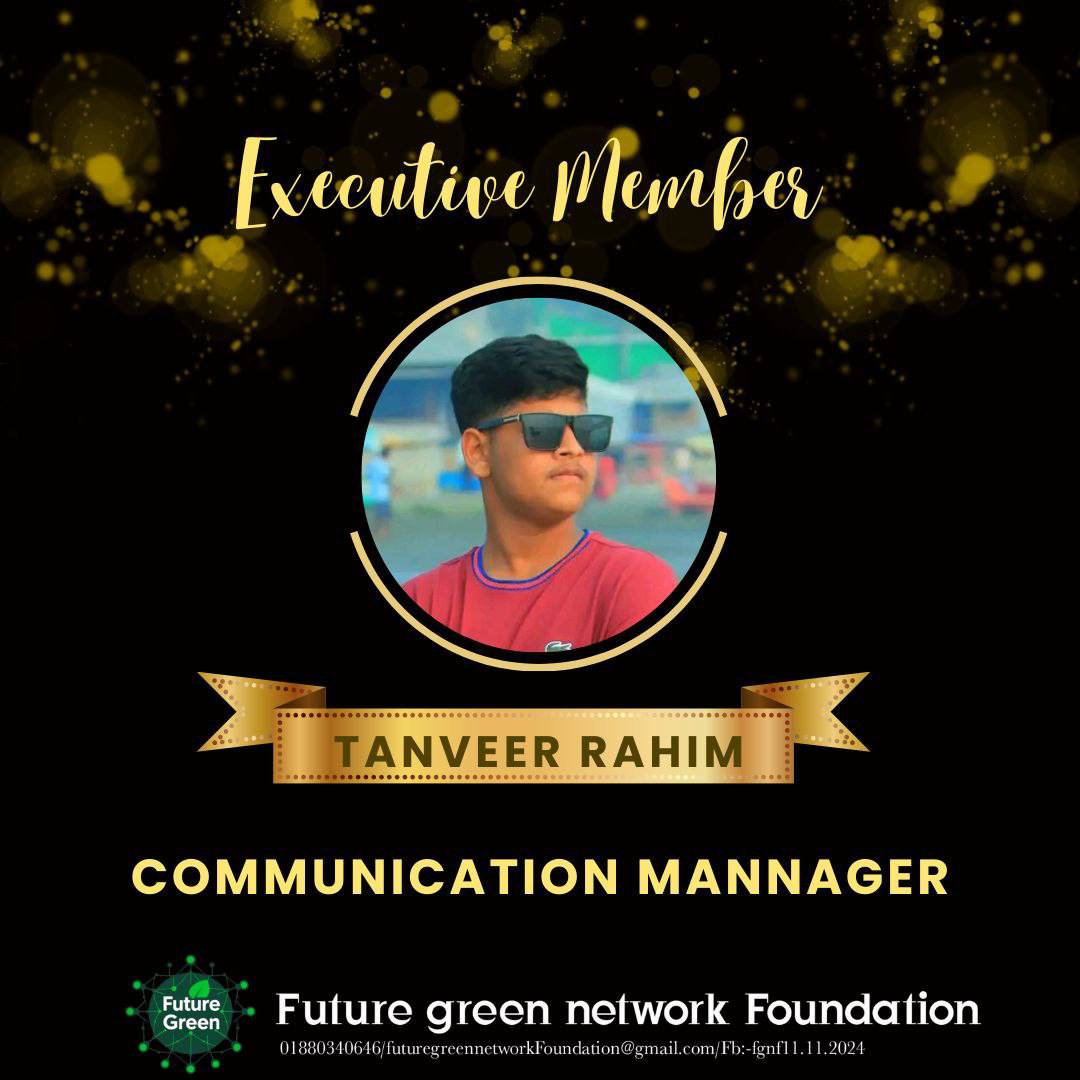 Executive Member
TANVEER RAHIM
COMMUNICATION MANNAGER
Future
Green
Future green network Foundation
01880340646/futuregreennetworkFoundation@gmail.com/Fb:-fgnf11.11.2024